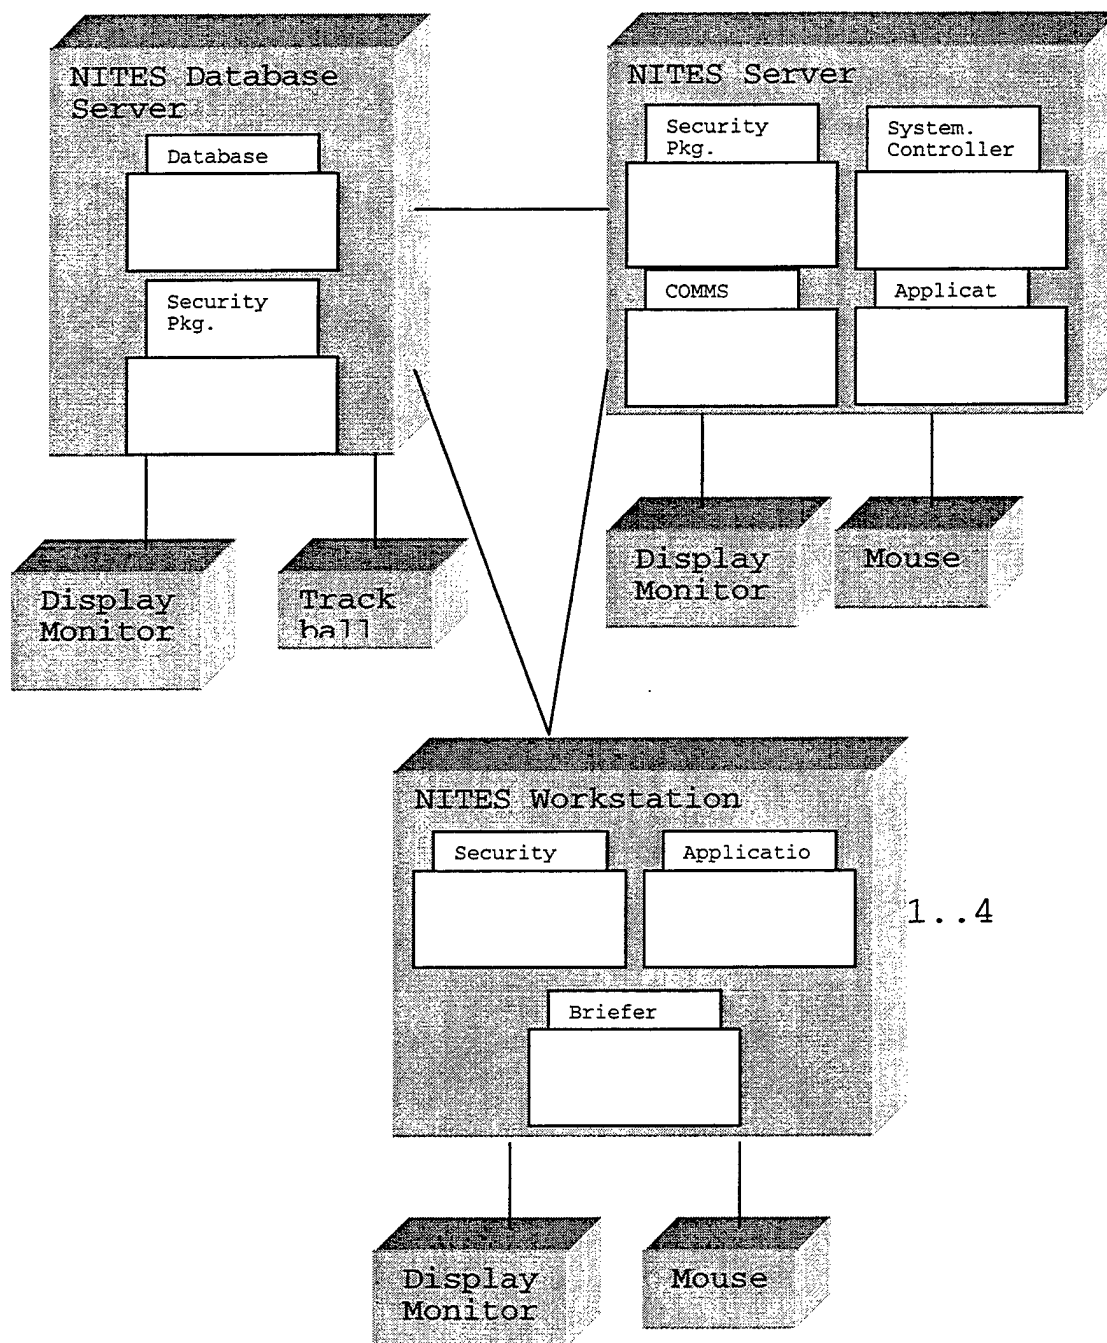 NITES Database
Server
Database
Security
Pkg.
Display
Monitor
Track
ball
NITES Server
Security
Pkg.
System.
Controller
COMMS
Applicat
Display
Monitor
Mouse
NITES Workstation
Security
Applicatio
Briefer
1..4
Display
Monitor
Mouse